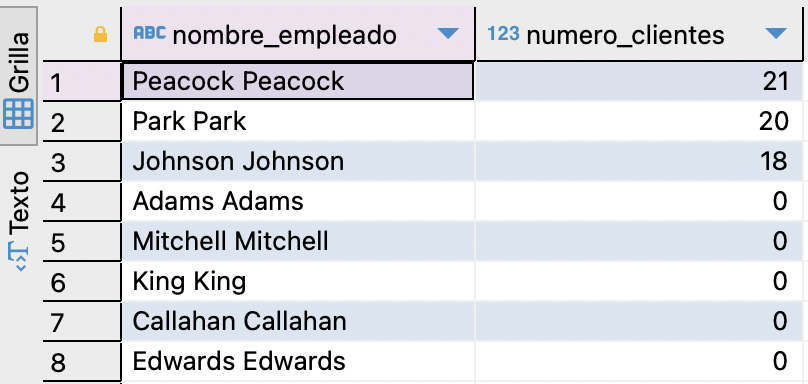 Grilla
Texto
ABC nombre_empleado 123 numero_clientes
1 Peacock Peacock 21
2 Park Park 20
3 Johnson Johnson 18
4 Adams Adams 0
5 Mitchell Mitchell 0
6 King King 0
7 Callahan Callahan 0
8 Edwards Edwards 0